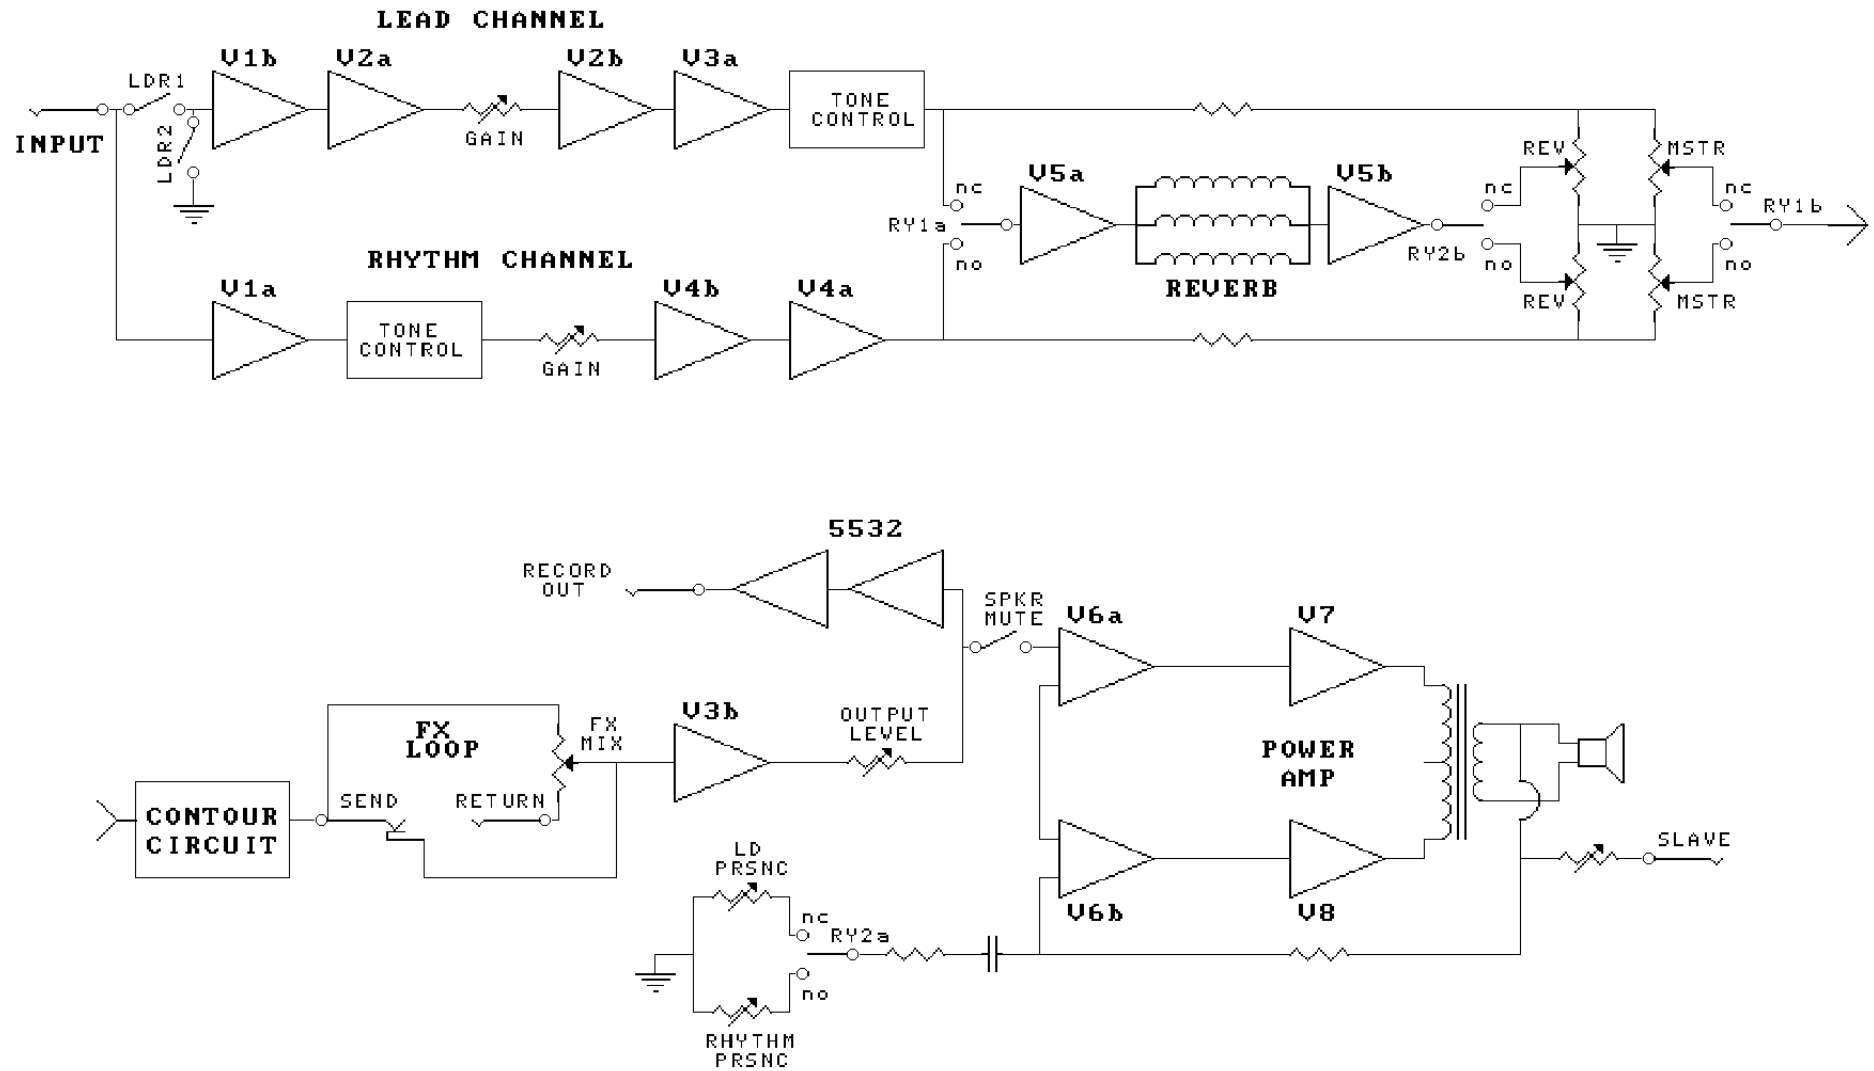 LEAD CHANNEL
V1b
V2a
V2b
V3a
LDR1
INPUT
LDR2
GAIN
TONE
CONTROL
REV
MSTR
V5a
V5b
nc
nc
nc
RY1a
RY2b
RY1b
no
no
no
REVERB
REV
MSTR
RHYTHM CHANNEL
V1a
V4b
V4a
TONE
CONTROL
GAIN
5532
RECORD
OUT
SPKR
MUTE
V6a
V7
V3b
OUTPUT
LEVEL
FX
LOOP
FX
MIX
POWER
AMP
SEND
RETURN
CONTOUR
CIRCUIT
SLAVE
LD
PRSNC
V6b
V8
nc
RY2a
no
RHYTHM
PRSNC